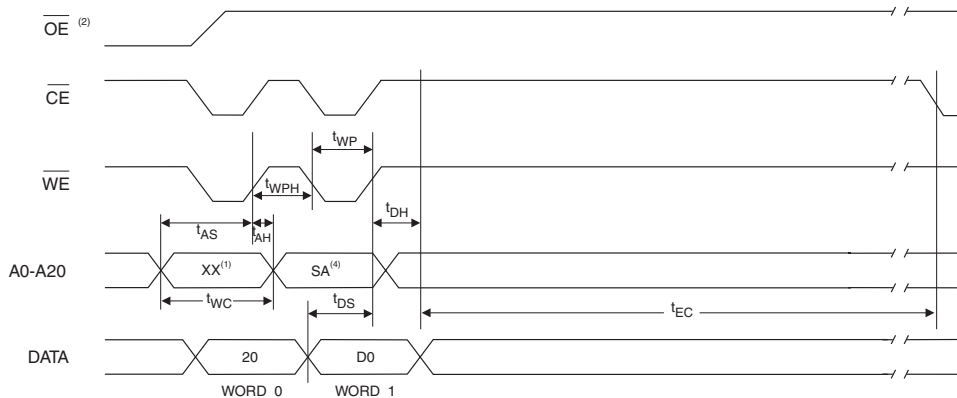 OE (2)
CE
tWP
WE
tWPH
tDH
tAS
tAH
A0-A20
XX(1)
SA(4)
tWC
tDS
tEC
DATA
20
D0
WORD 0
WORD 1